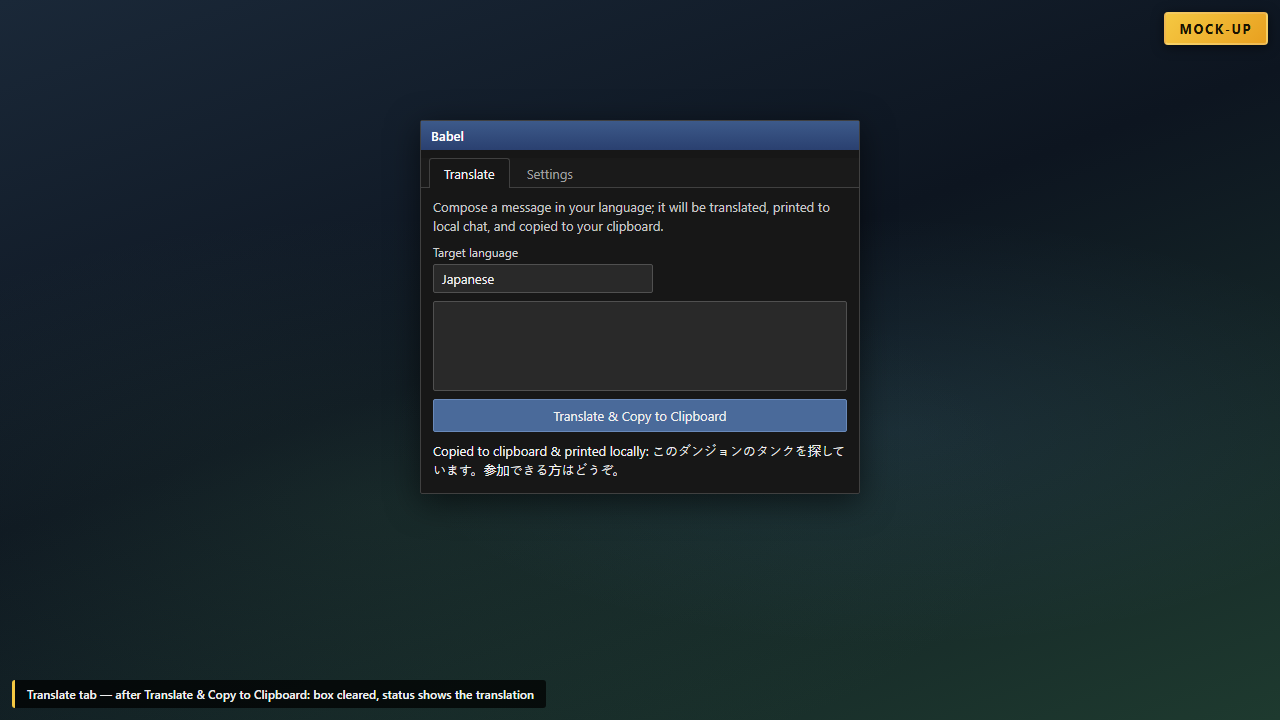 MOCK-UP
Babel
Translate
Settings
Compose a message in your language; it will be translated, printed to
local chat, and copied to your clipboard.
Target language
Japanese
Translate & Copy to Clipboard
Copied to clipboard & printed locally: このダンジョンのタンクを探して
います。参加できる方はどうぞ。
Translate tab — after Translate & Copy to Clipboard: box cleared, status shows the translation